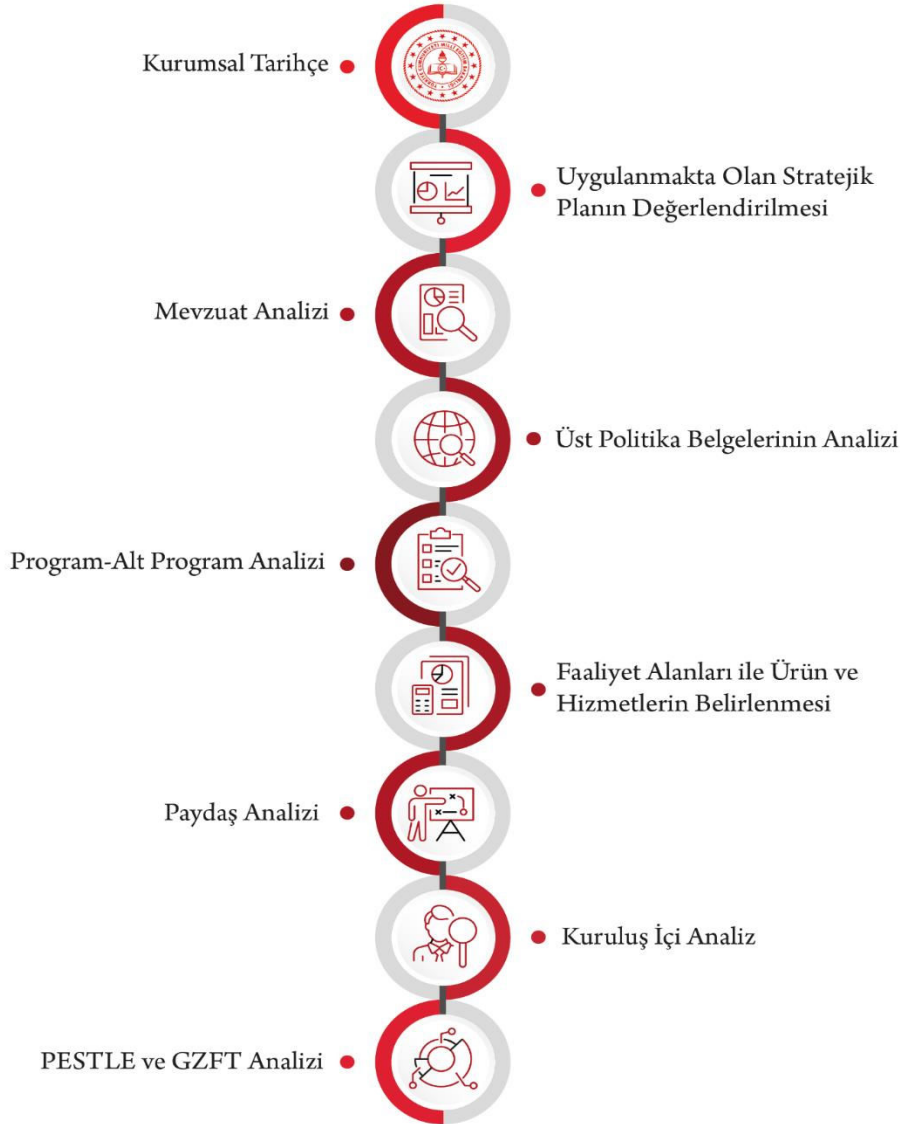 Kurumsal Tarihçe
Uygulanmakta Olan Stratejik
Planın Değerlendirilmesi
Mevzuat Analizi
Üst Politika Belgelerinin Analizi
Program-Alt Program Analizi
Faaliyet Alanları ile Ürün ve
Hizmetlerin Belirlenmesi
Paydaş Analizi
Kuruluş İçi Analiz
PESTLE ve GZFT Analizi